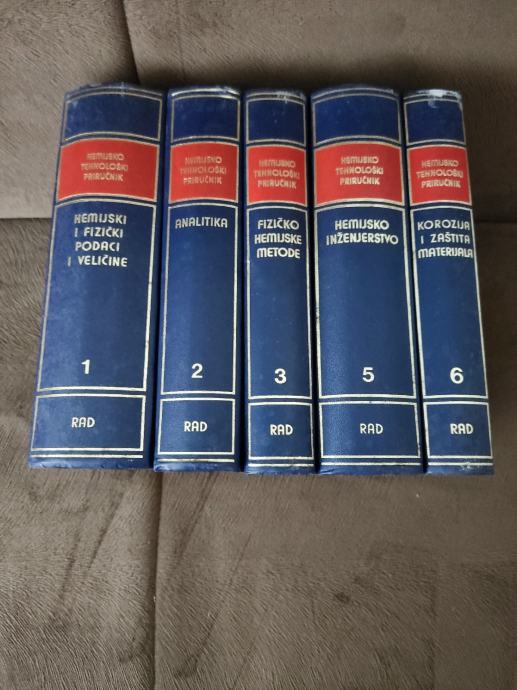 HEMIJSKO
TEHNOLOŠKI
PRIRUČNIK
HEMIJSKI
I FIZIČKI
PODACI
I VELIČINE
1
RAD
HEMIJSKO
TEHNOLOŠKI
PRIRUČNIK
ANALITIKA
2
RAD
HEMIJSKO
TEHNOLOŠKI
PRIRUČNIK
FIZIČKO
HEMIJSKE
METODE
3
RAD
HEMIJSKO
TEHNOLOŠKI
PRIRUČNIK
HEMIJSKO
INŽENJERSTVO
5
RAD
HEMIJSKO
TEHNOLOŠKI
PRIRUČNIK
KOROZIJA
I ZAŠTITA
MATERIJALA
6
RAD